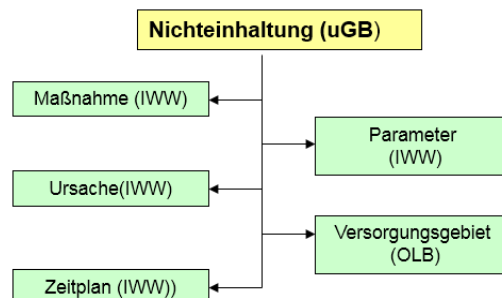 Nichteinhaltung (uGB)
Maßnahme (IWW)
Parameter
(IWW)
Ursache(IWW)
Versorgungsgebiet
(OLB)
Zeitplan (IWW))